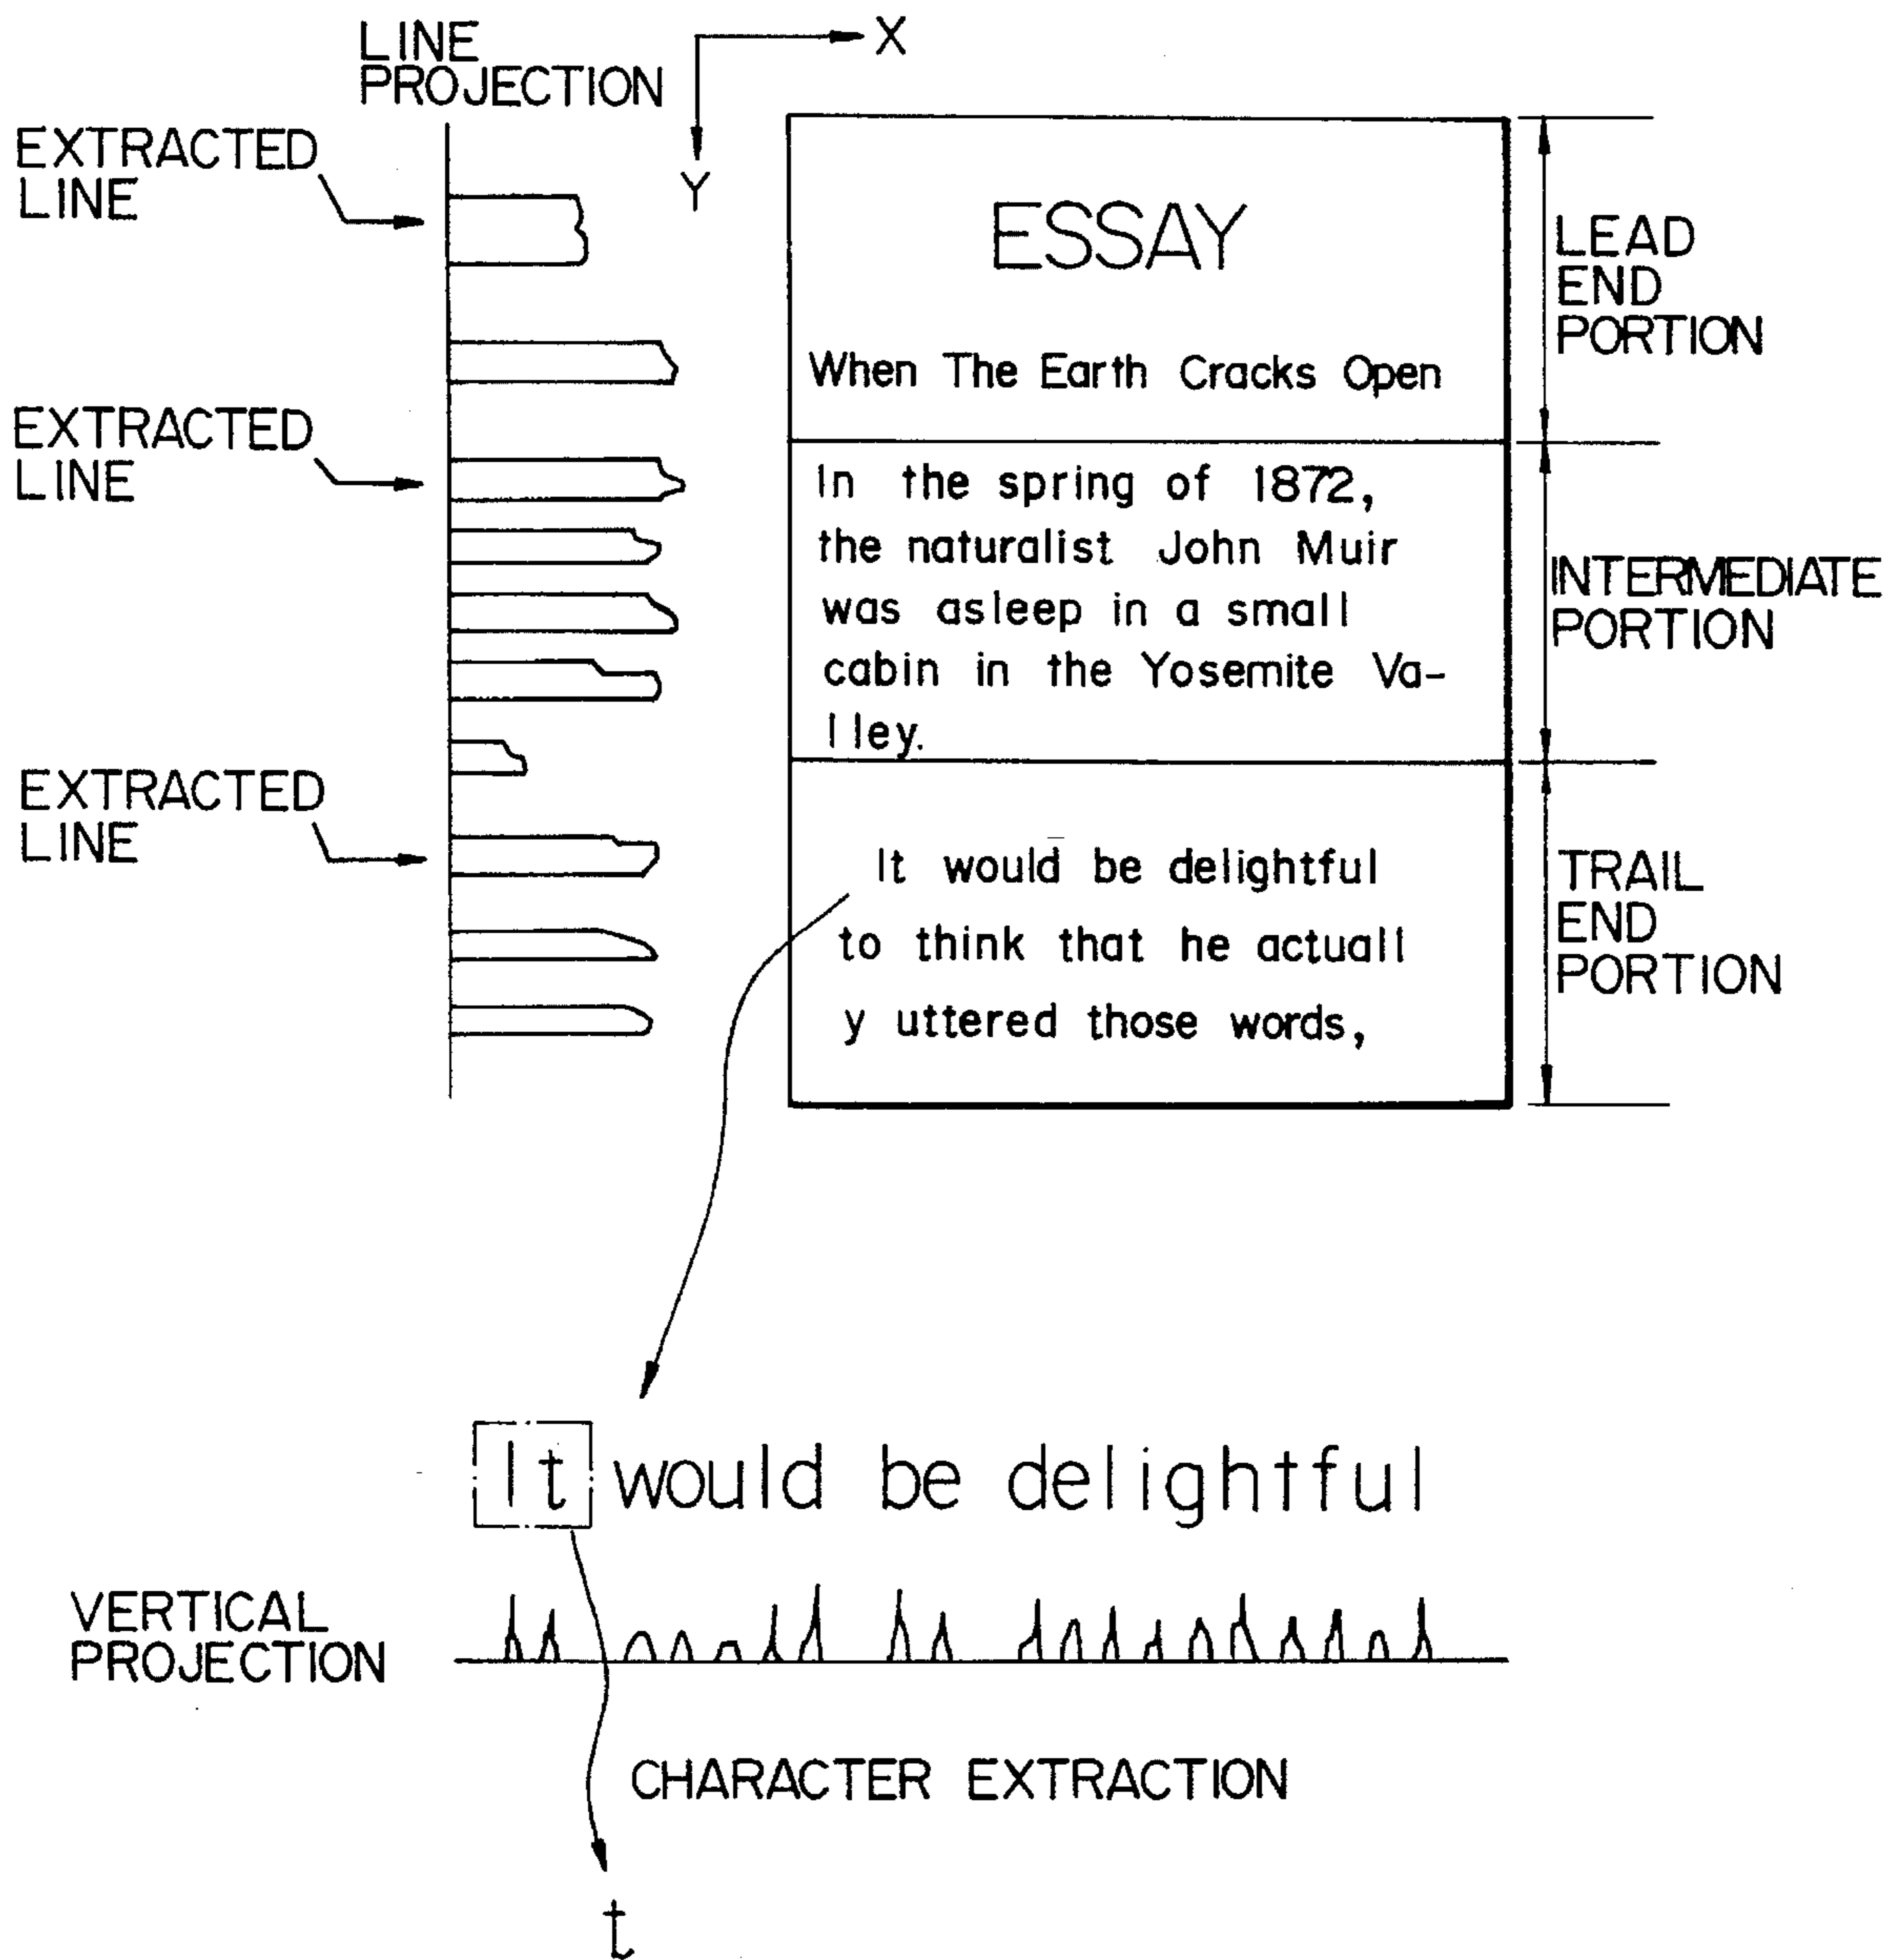 LINE
PROJECTION
X
Y
EXTRACTED
LINE
EXTRACTED
LINE
EXTRACTED
LINE
ESSAY
When The Earth Cracks Open
In the spring of 1872,
the naturalist John Muir
was asleep in a small
cabin in the Yosemite Va-
lley.
It would be delightful
to think that he actuall
y uttered those words,
LEAD
END
PORTION
INTERMEDIATE
PORTION
TRAIL
END
PORTION
It would be delightful
VERTICAL
PROJECTION
CHARACTER EXTRACTION
t